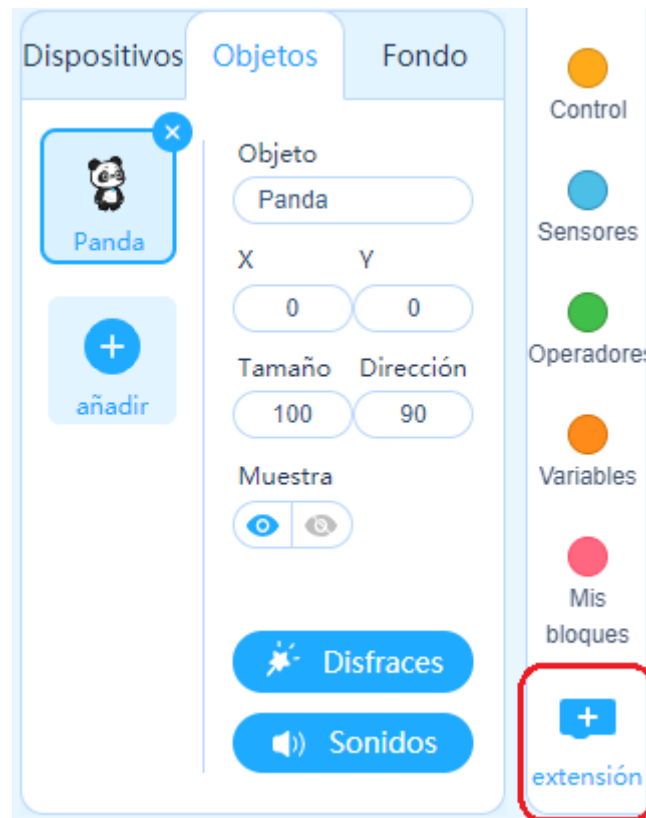 Dispositivos
Objetos
Fondo
Panda
añadir
Objeto
Panda
X Y
0 0
Tamaño Dirección
100 90
Muestra
Disfraces
Sonidos
Control
Sensores
Operadores
Variables
Mis
bloques
extensión